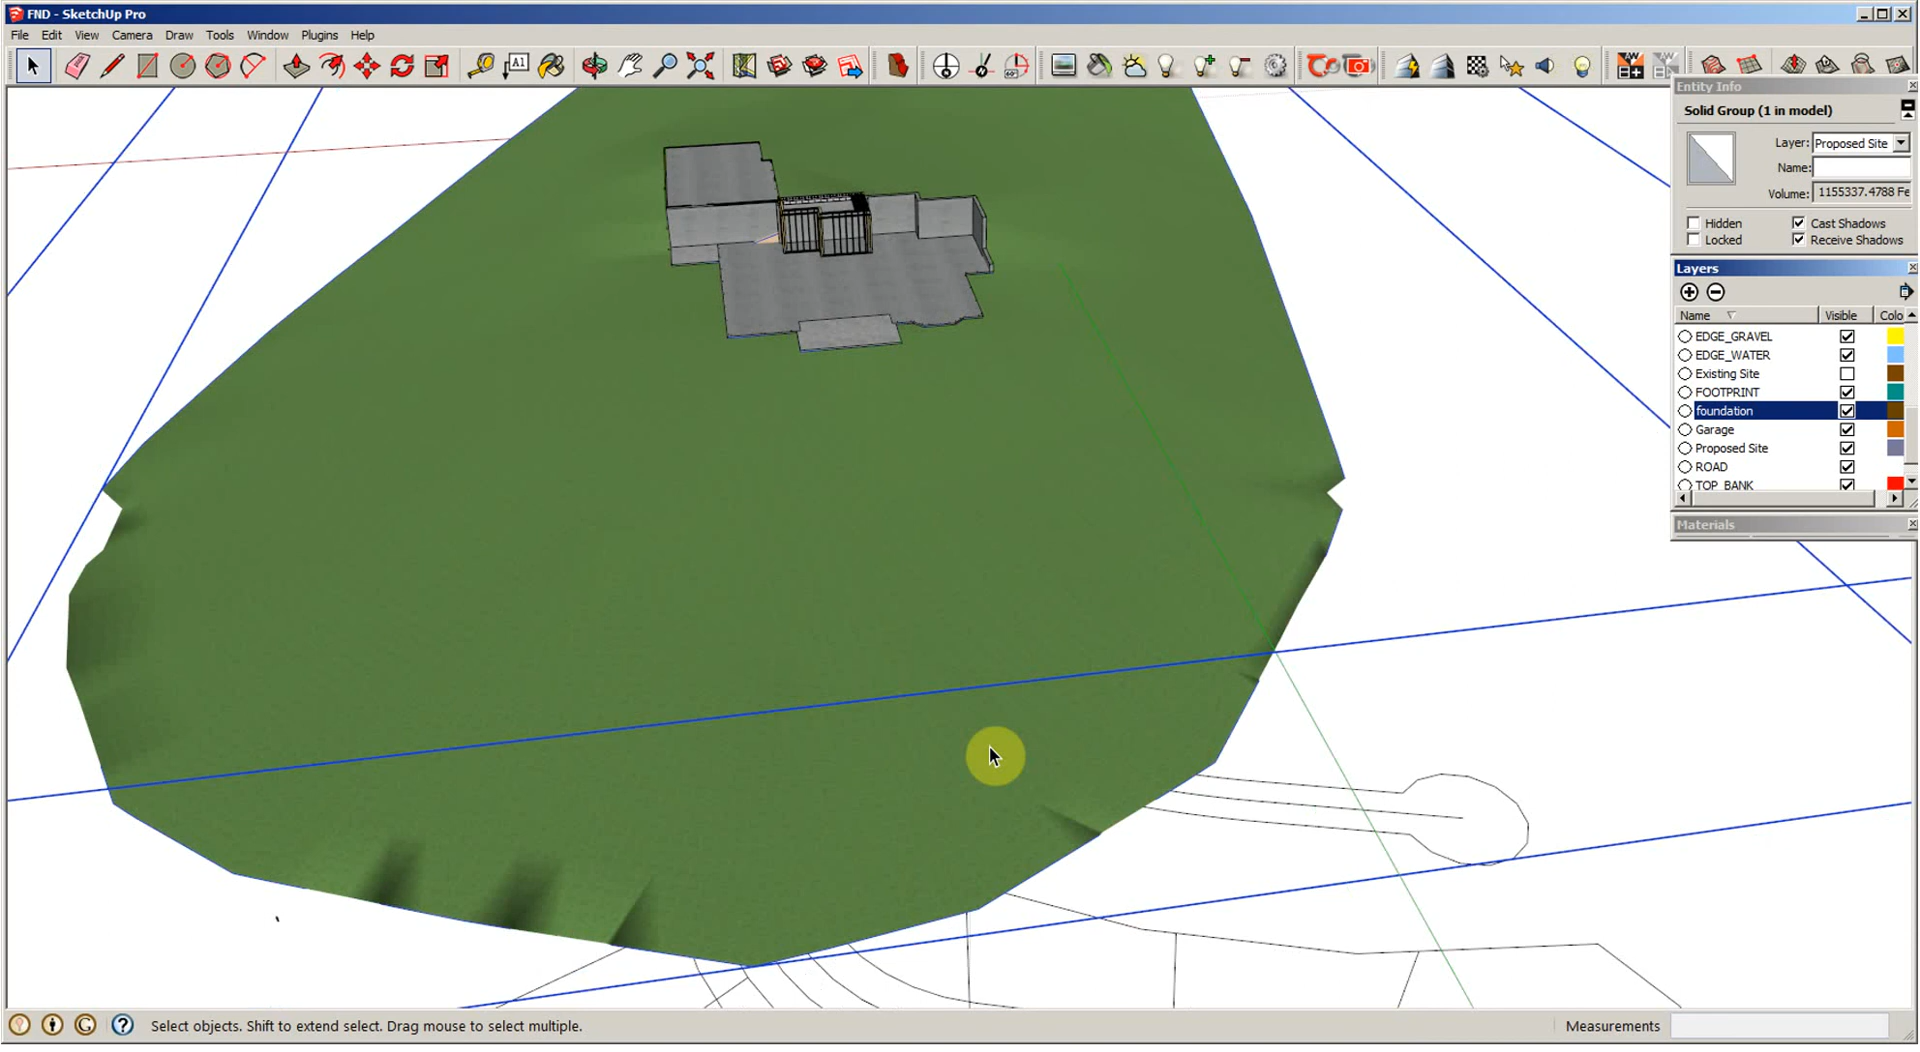 FND - SketchUp Pro
File Edit View Camera Draw Tools Window Plugins Help
A1
Entity Info
Solid Group (1 in model)
Layer: Proposed Site
Name:
Volume: 1155337.4788 Fe
Hidden Cast Shadows
Locked Receive Shadows
Layers
Name Visible Colo
EDGE_GRAVEL
EDGE_WATER
Existing Site
FOOTPRINT
foundation
Garage
Proposed Site
ROAD
TOP_BANK
Materials
Select objects. Shift to extend select. Drag mouse to select multiple. Measurements